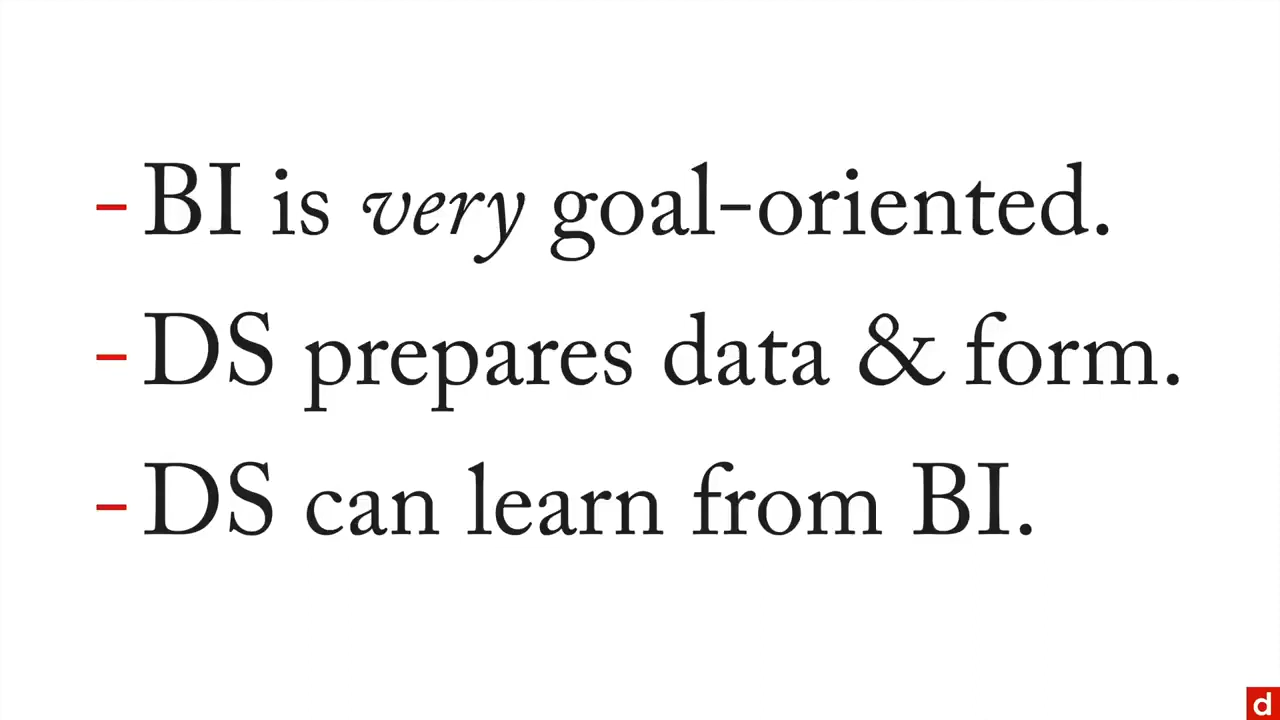 - BI is very goal-oriented.
- DS prepares data & form.
- DS can learn from BI.
d